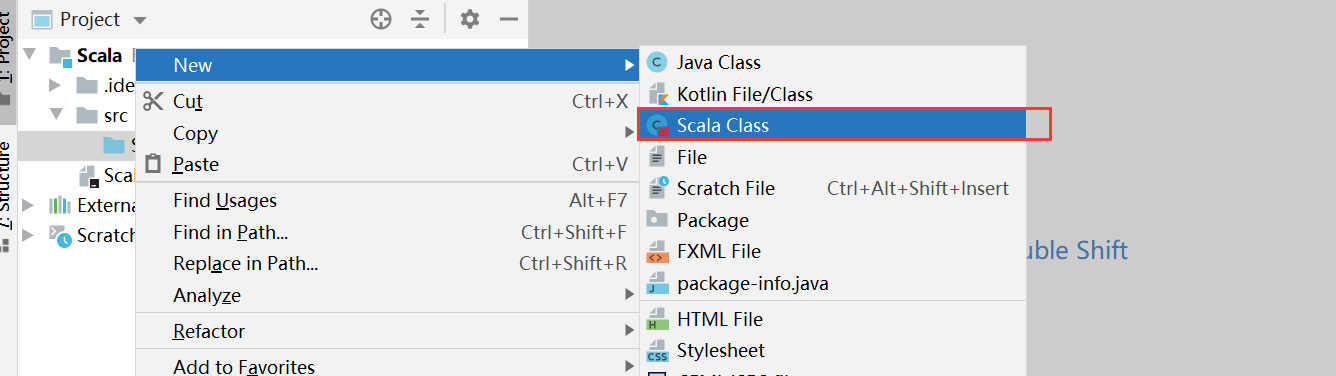 Project
1: Project
Scala
.ide
src
S
Scal
Externa
Scratch
7: Structure
New
Cut Ctrl+X
Copy
Paste Ctrl+V
Find Usages Alt+F7
Find in Path... Ctrl+Shift+F
Replace in Path... Ctrl+Shift+R
Analyze
Refactor
Add to Favorites
Java Class
Kotlin File/Class
Scala Class
File
Scratch File Ctrl+Alt+Shift+Insert
Package
FXML File
package-info.java
HTML File
Stylesheet
uble Shift